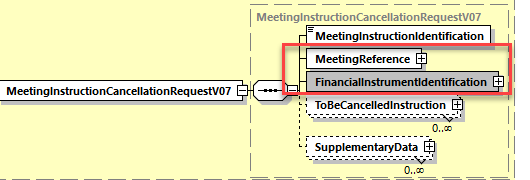 MeetingInstructionCancellationRequestV07
MeetingInstructionIdentification
MeetingReference
FinancialInstrumentIdentification
MeetingInstructionCancellationRequestV07
ToBeCancelledInstruction
0..∞
SupplementaryData
0..∞